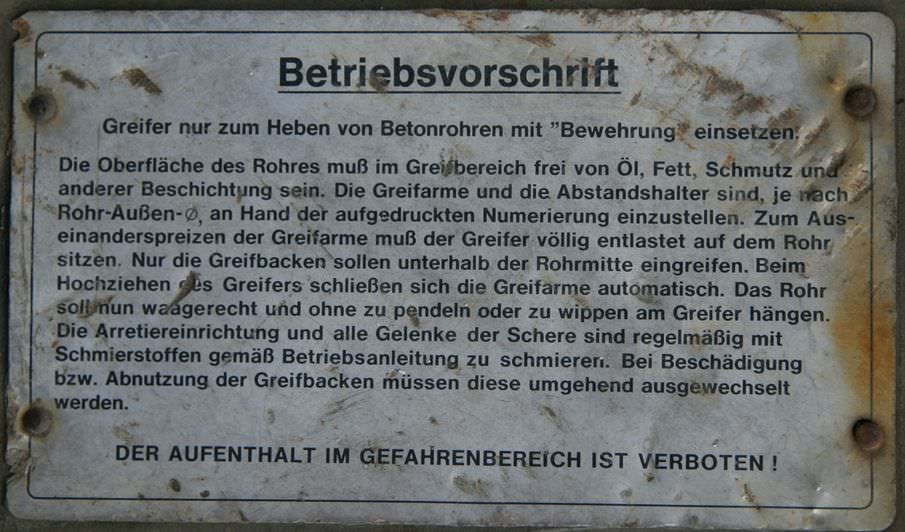 Betriebsvorschrift
Greifer nur zum Heben von Betonrohren mit "Bewehrung" einsetzen.
Die Oberfläche des Rohres muß im Greifbereich frei von Öl, Fett, Schmutz und
anderer Beschichtung sein. Die Greifarme und die Abstandshalter sind, je nach
Rohr-Außen-∅, an Hand der aufgedruckten Numerierung einzustellen. Zum Aus-
einanderspreizen der Greifarme muß der Greifer völlig entlastet auf dem Rohr
sitzen. Nur die Greifbacken sollen unterhalb der Rohrmitte eingreifen. Beim
Hochziehen des Greifers schließen sich die Greifarme automatisch. Das Rohr
soll nun waagerecht und ohne zu pendeln oder zu wippen am Greifer hängen.
Die Arretiereinrichtung und alle Gelenke der Schere sind regelmäßig mit
Schmierstoffen gemäß Betriebsanleitung zu schmieren. Bei Beschädigung
bzw. Abnutzung der Greifbacken müssen diese umgehend ausgewechselt
werden.
DER AUFENTHALT IM GEFAHRENBEREICH IST VERBOTEN !